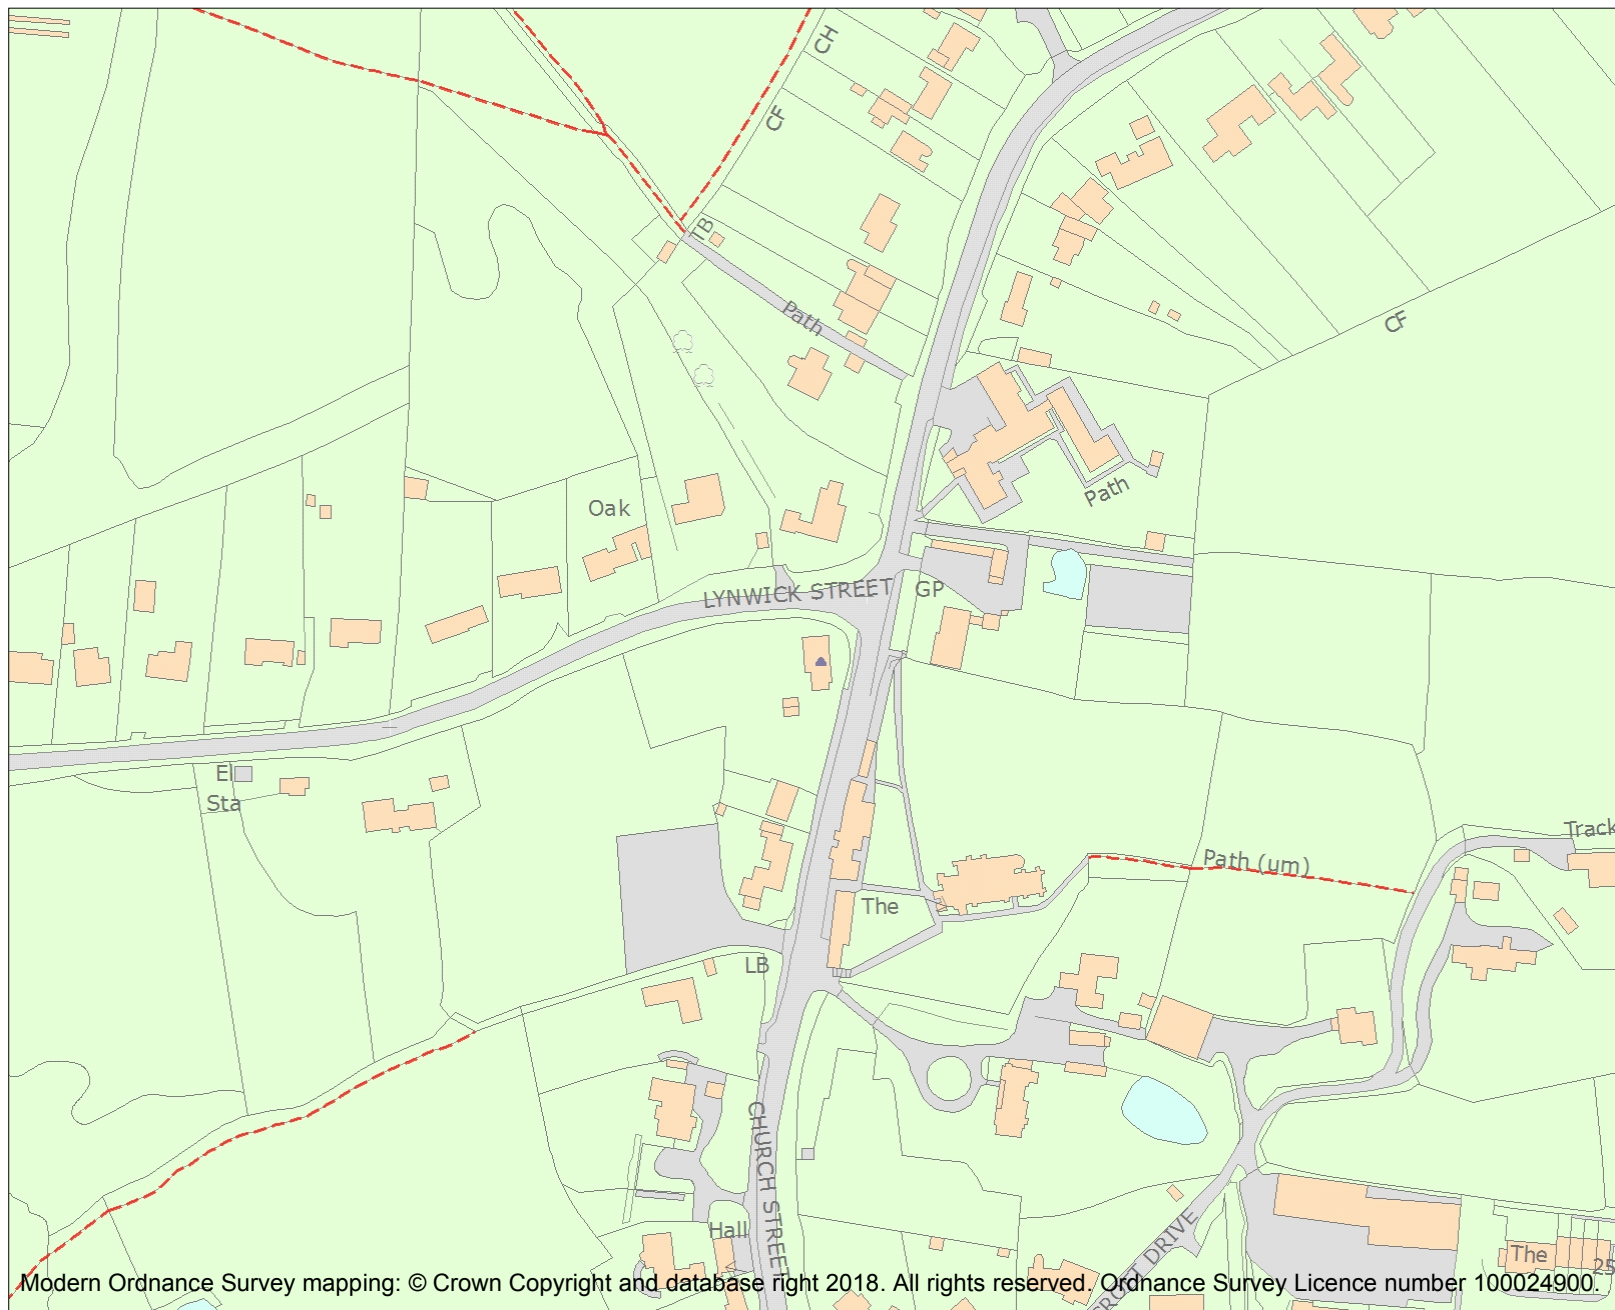 CH
CF
TB
Path
CF
Path
Oak
LYNWICK STREET
GP
El
Sta
Track
Path (um)
The
LB
CHURCH STREET
Hall
DRIVE
The
25
Modern Ordnance Survey mapping: © Crown Copyright and database right 2018. All rights reserved. Ordnance Survey Licence number 100024900.